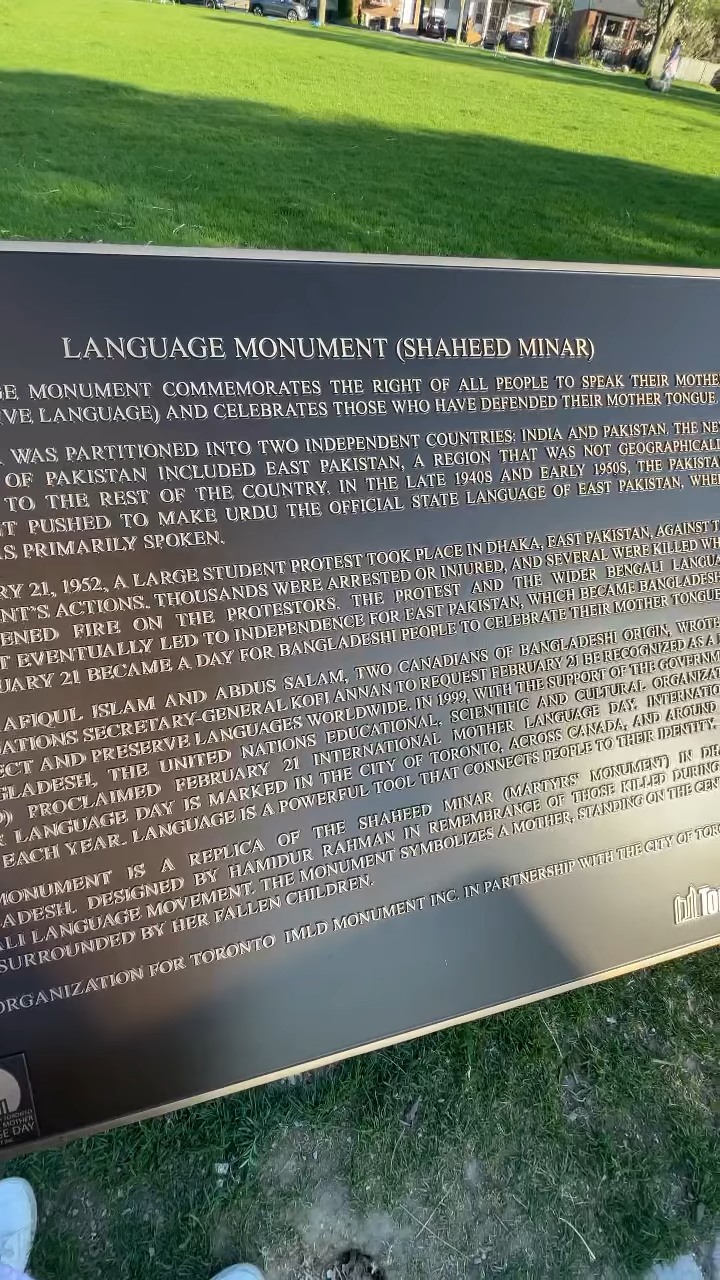 LANGUAGE MONUMENT (SHAHEED MINAR)
GE MONUMENT COMMEMORATES THE RIGHT OF ALL PEOPLE TO SPEAK THEIR MOTHE
IVE LANGUAGE) AND CELEBRATES THOSE WHO HAVE DEFENDED THEIR MOTHER TONGUE.
WAS PARTITIONED INTO TWO INDEPENDENT COUNTRIES: INDIA AND PAKISTAN. THE NE
OF PAKISTAN INCLUDED EAST PAKISTAN, A REGION THAT WAS NOT GEOGRAPHICALL
TO THE REST OF THE COUNTRY. IN THE LATE 1940S AND EARLY 1950S, THE PAKISTA
NT PUSHED TO MAKE URDU THE OFFICIAL STATE LANGUAGE OF EAST PAKISTAN, WHE
AS PRIMARILY SPOKEN.
RY 21, 1952, A LARGE STUDENT PROTEST TOOK PLACE IN DHAKA, EAST PAKISTAN, AGAINST T
ENT'S ACTIONS. THOUSANDS WERE ARRESTED OR INJURED, AND SEVERAL WERE KILLED WH
ENED FIRE ON THE PROTESTORS. THE PROTEST AND THE WIDER BENGALI LANGUA
T EVENTUALLY LED TO INDEPENDENCE FOR EAST PAKISTAN, WHICH BECAME BANGLADESH
UARY 21 BECAME A DAY FOR BANGLADESHI PEOPLE TO CELEBRATE THEIR MOTHER TONGUE
AFIQUL ISLAM AND ABDUS SALAM, TWO CANADIANS OF BANGLADESHI ORIGIN, WROTE
ATIONS SECRETARY-GENERAL KOFI ANNAN TO REQUEST FEBRUARY 21 BE RECOGNIZED AS A
ECT AND PRESERVE LANGUAGES WORLDWIDE. IN 1999, WITH THE SUPPORT OF THE GOVERNM
GLADESH, THE UNITED NATIONS EDUCATIONAL, SCIENTIFIC AND CULTURAL ORGANIZAT
O) PROCLAIMED FEBRUARY 21 INTERNATIONAL MOTHER LANGUAGE DAY. INTERNATIO
R LANGUAGE DAY IS MARKED IN THE CITY OF TORONTO, ACROSS CANADA, AND AROUND
EACH YEAR. LANGUAGE IS A POWERFUL TOOL THAT CONNECTS PEOPLE TO THEIR IDENTITY.
MONUMENT IS A REPLICA OF THE SHAHEED MINAR (MARTYRS' MONUMENT) IN DH
LADESH. DESIGNED BY HAMIDUR RAHMAN IN REMEMBRANCE OF THOSE KILLED DURING
ALI LANGUAGE MOVEMENT. THE MONUMENT SYMBOLIZES A MOTHER, STANDING ON THE CEN
SURROUNDED BY HER FALLEN CHILDREN.
ORGANIZATION FOR TORONTO IMLD MONUMENT INC. IN PARTNERSHIP WITH THE CITY OF TOR
TO
TORONTO
MOTHER
GE DAY